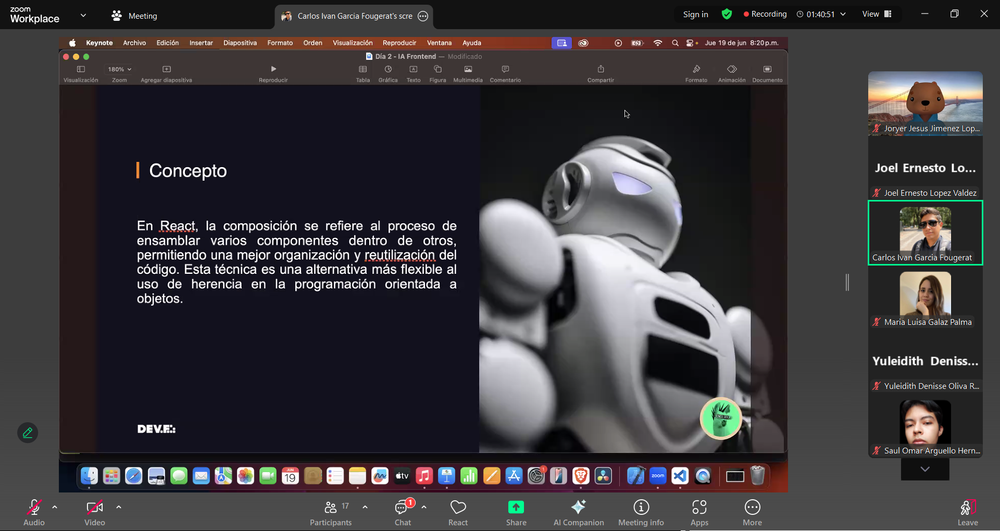 zoom
Workplace
Meeting
Carlos Ivan Garcia Fougerat's scre
Sign in
Recording
01:40:51
View
Keynote Archivo Edición Insertar Diapositiva Formato Orden Visualización Reproducir Ventana Ayuda
Jue 19 de jun 8:20 p.m.
Día 2 - IA Frontend — Modificado
180%
Visualización Zoom Agregar diapositiva Reproducir Tabla Gráfica Texto Figura Multimedia Comentario Compartir Formato Animación Documento
Concepto
En React, la composición se refiere al proceso de
ensamblar varios componentes dentro de otros,
permitiendo una mejor organización y reutilización del
código. Esta técnica es una alternativa más flexible al
uso de herencia en la programación orientada a
objetos.
DEV.F.:
SOMOS DEV.F
Joryer Jesus Jimenez Lop...
Joel Ernesto Lo...
Joel Ernesto Lopez Valdez
Carlos Ivan Garcia Fougerat
Maria Luisa Galaz Palma
Yuleidith Deniss...
Yuleidith Denisse Oliva R...
Saul Omar Arguello Hern...
JUN
19
tv
1
zoom
17
1
Audio
Video
Participants
Chat
React
Share
AI Companion
Meeting info
Apps
More
Leave